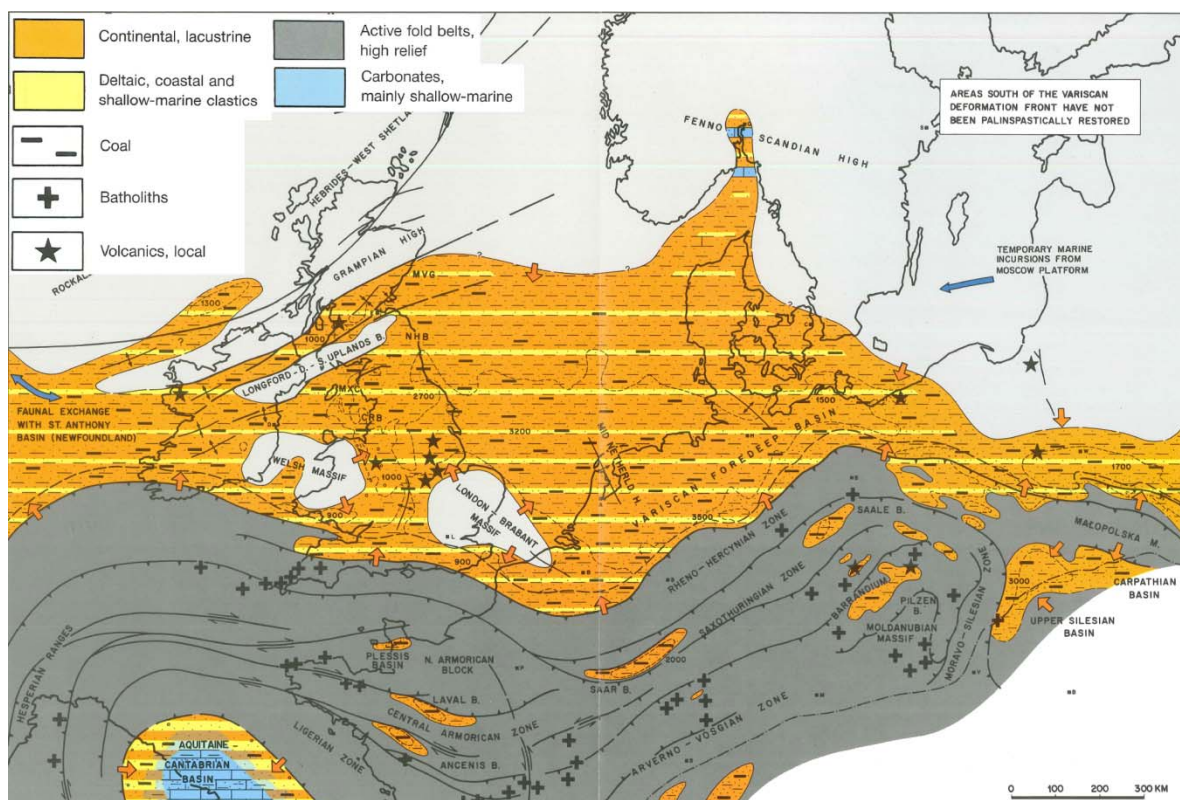 Continental, lacustrine
Deltaic, coastal and
shallow-marine clastics
Coal
Batholiths
Volcanics, local
Active fold belts,
high relief
Carbonates,
mainly shallow-marine
AREAS SOUTH OF THE VARISCAN
DEFORMATION FRONT HAVE NOT
BEEN PALINSPASTICALLY RESTORED
HEBRIDES-WEST SHETLA
FENNO
SCANDIAN HIGH
ROCKAL
GRAMPIAN HIGH
TEMPORARY MARINE
INCURSIONS FROM
MOSCOW PLATFORM
MVG
1300
1000
NHB
LONGFORD-D.-S. UPLANDS B.
MXC
CRB
2700
1500
FAUNAL EXCHANGE
WITH ST. ANTHONY
BASIN (NEWFOUNDLAND)
3200
WELSH MASSIF
1000
MID NETHERL'D H.
VARISCAN FOREDEEP BASIN
1700
900
LONDON-BRABANT
MASSIF
3500
SAALE B.
900
RHENO-HERCYNIAN ZONE
MAŁOPOLSKA M.
SAXOTHURINGIAN ZONE
BARRANDIUM
PILZEN
B.
MOLDANUBIAN
MASSIF
MORAVO-SILESIAN ZONE
3000
CARPATHIAN
BASIN
UPPER SILESIAN
BASIN
HESPERIAN RANGES
PLESSIS
BASIN
N. ARMORICAN
BLOCK
2000
SAAR B.
LAVAL B.
CENTRAL ARMORICAN ZONE
LIGERIAN ZONE
ANCENIS B.
ARVERNO-VOSGIAN ZONE
AQUITAINE
CANTABRIAN
BASIN
0 100 200 300 KM